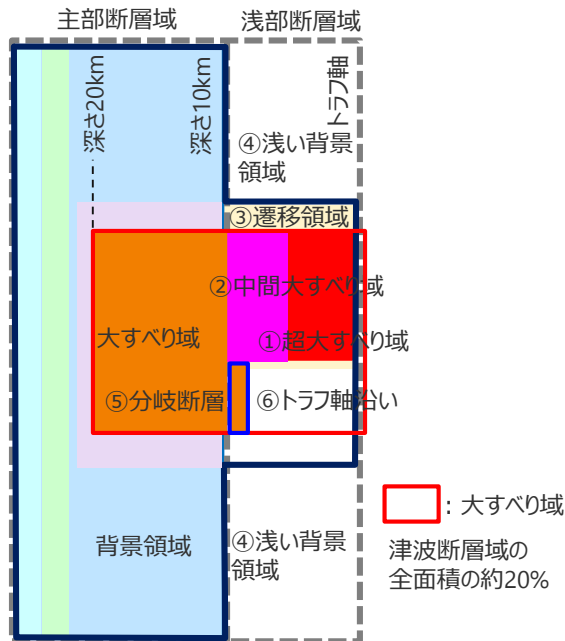 主部断層域
浅部断層域
深さ20km
深さ10km
トラフ軸
④浅い背景
領域
③遷移領域
②中間大すべり域
①超大すべり域
大すべり域
⑤分岐断層
⑥トラフ軸沿い
背景領域
④浅い背景
領域
：大すべり域
津波断層域の
全面積の約20%